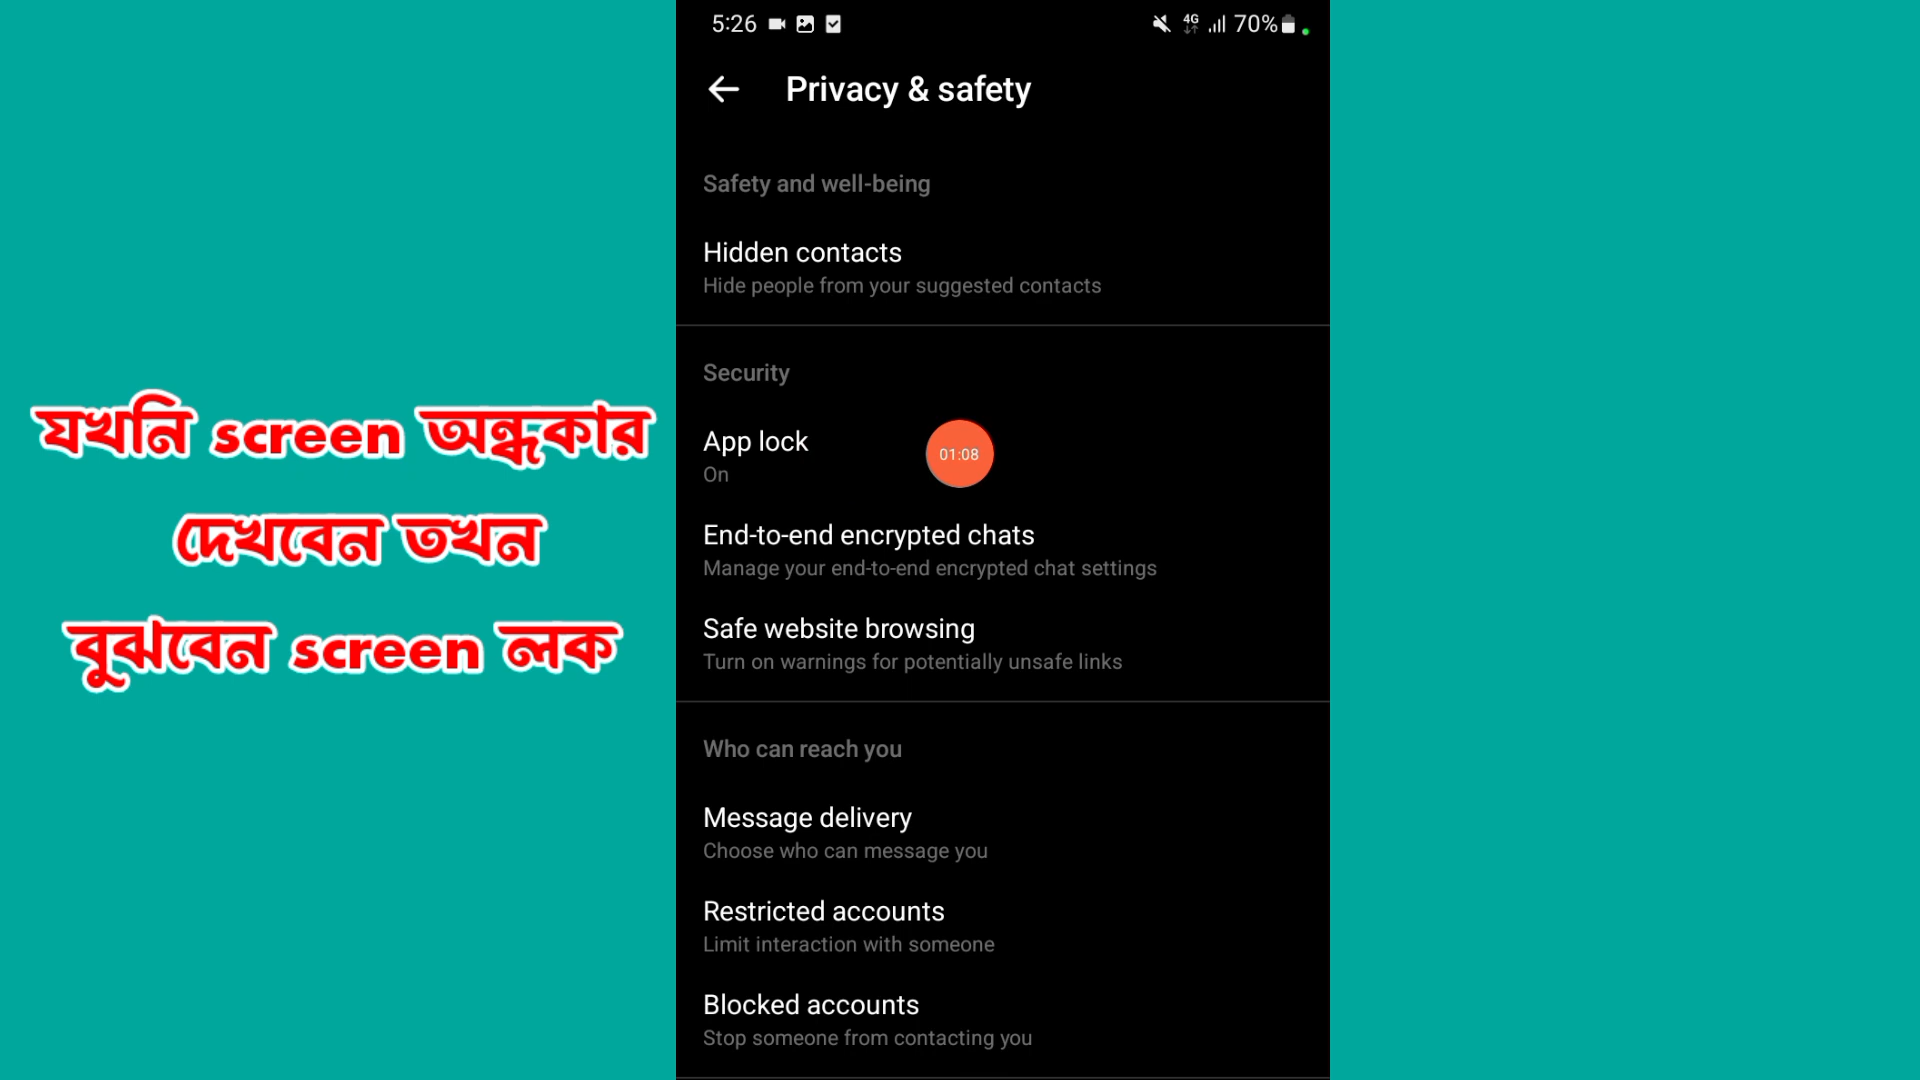 5:26
4G
70%
Privacy & safety
Safety and well-being
Hidden contacts
Hide people from your suggested contacts
Security
App lock
On
01:08
End-to-end encrypted chats
Manage your end-to-end encrypted chat settings
Safe website browsing
Turn on warnings for potentially unsafe links
Who can reach you
Message delivery
Choose who can message you
Restricted accounts
Limit interaction with someone
Blocked accounts
Stop someone from contacting you
যখনি screen অন্ধকার
দেখবেন তখন
বুঝবেন screen লক